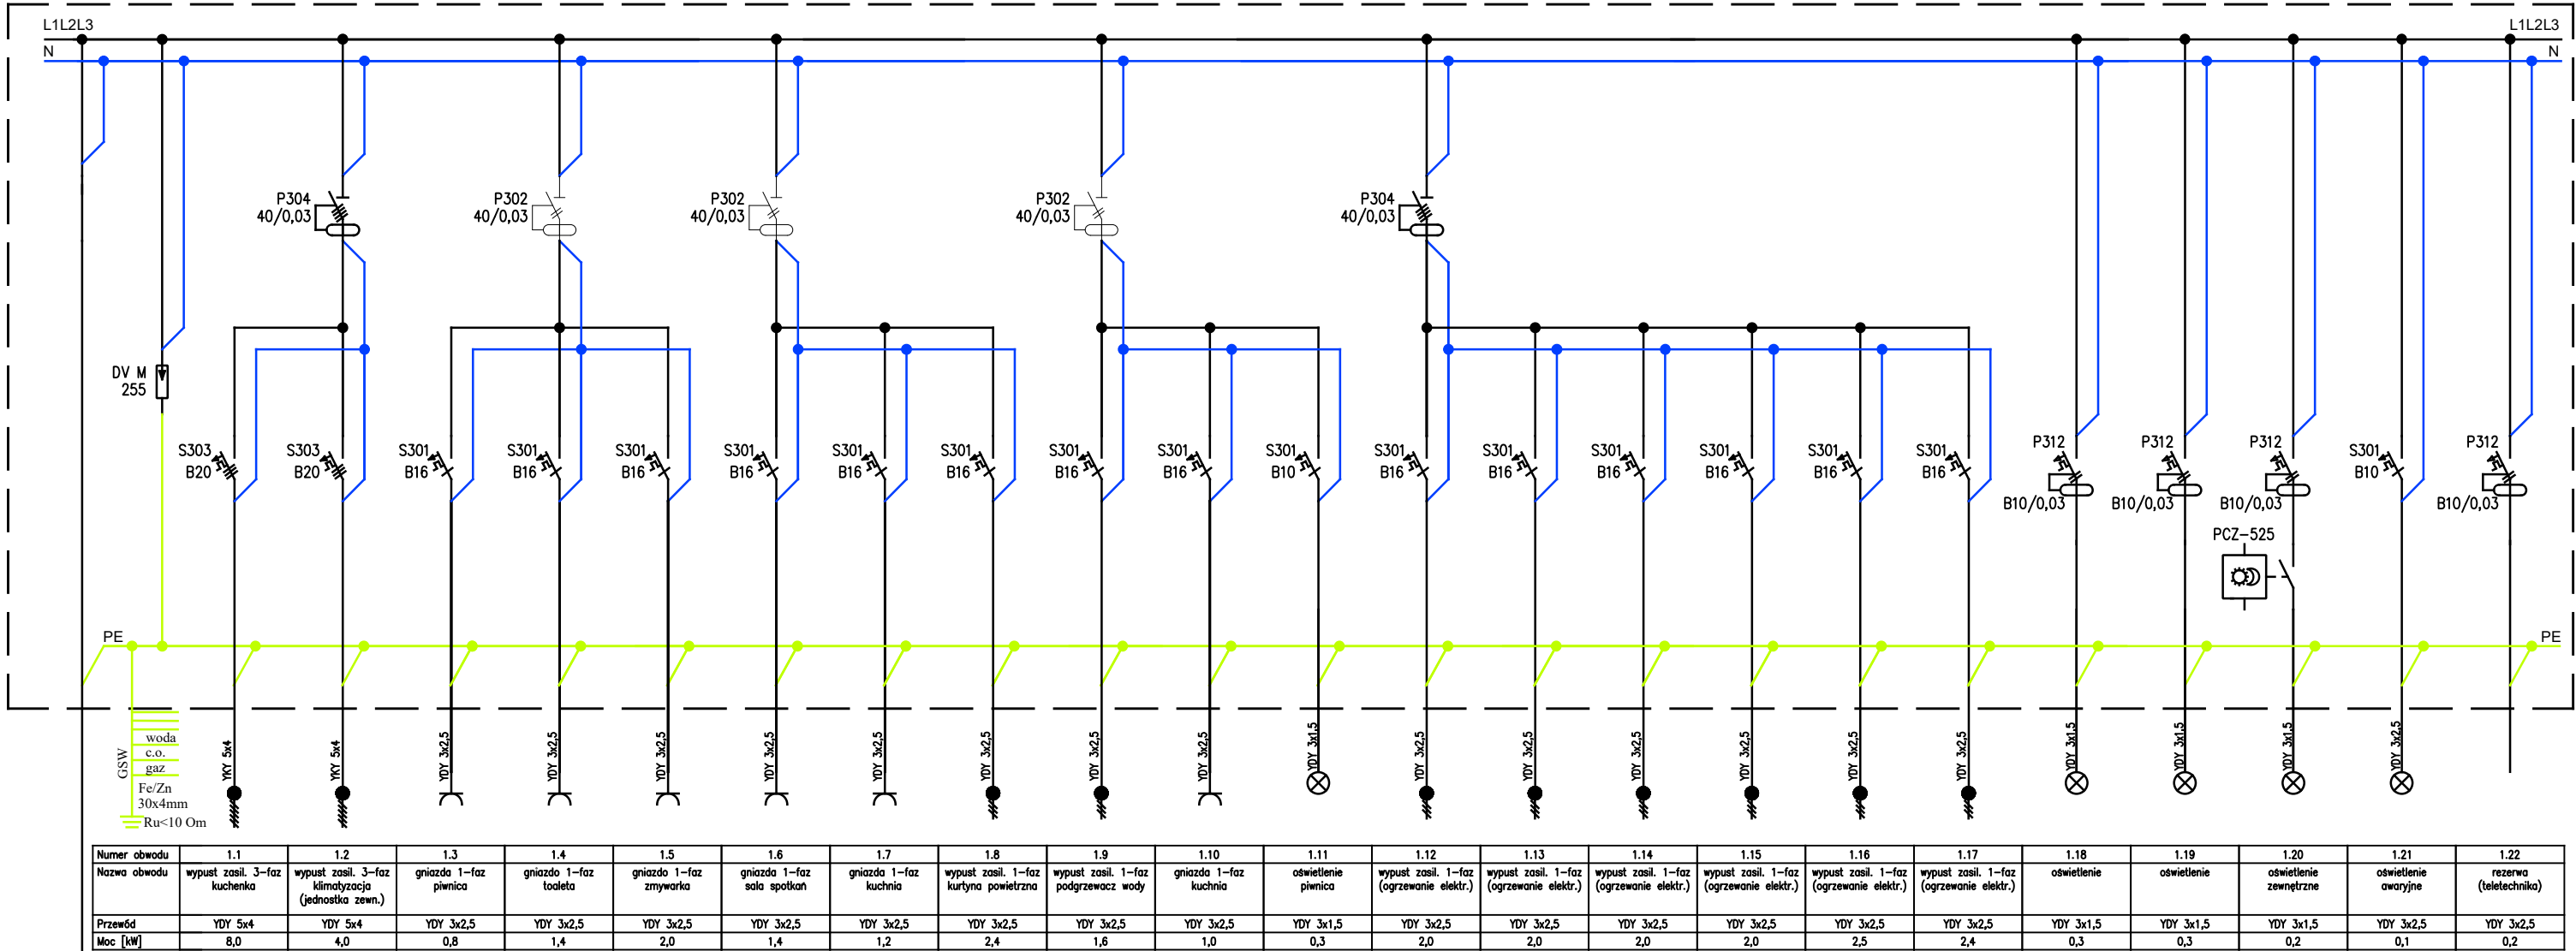 L1L2L3 L1L2L3
N N
P304 P302 P302 P302 P304
40/0,03 40/0,03 40/0,03 40/0,03 40/0,03
DV M
255
S303 S303 S301 S301 S301 S301 S301 S301 S301 S301 S301 S301 S301 S301 S301 S301 S301 P312 P312 P312 S301 P312
B20 B20 B16 B16 B16 B16 B16 B16 B16 B16 B10 B16 B16 B16 B16 B16 B16 B10/0,03 B10/0,03 B10/0,03 B10 B10/0,03
PCZ-525
PE PE
GSW
woda
c.o.
gaz
Fe/Zn
30x4mm
Ru<10 Om
YKY 5x4 YKY 5x4 YDY 3x2,5 YDY 3x2,5 YDY 3x2,5 YDY 3x2,5 YDY 3x2,5 YDY 3x2,5 YDY 3x2,5 YDY 3x2,5 YDY 3x1,5 YDY 3x2,5 YDY 3x2,5 YDY 3x2,5 YDY 3x2,5 YDY 3x2,5 YDY 3x2,5 YDY 3x1,5 YDY 3x1,5 YDY 3x1,5 YDY 3x2,5
Numer obwodu 1.1 1.2 1.3 1.4 1.5 1.6 1.7 1.8 1.9 1.10 1.11 1.12 1.13 1.14 1.15 1.16 1.17 1.18 1.19 1.20 1.21 1.22
Nazwa obwodu wypust zasil. 3-faz wypust zasil. 3-faz gniazda 1-faz gniazdo 1-faz gniazdo 1-faz gniazda 1-faz gniazda 1-faz wypust zasil. 1-faz wypust zasil. 1-faz gniazda 1-faz oświetlenie wypust zasil. 1-faz wypust zasil. 1-faz wypust zasil. 1-faz wypust zasil. 1-faz wypust zasil. 1-faz wypust zasil. 1-faz oświetlenie oświetlenie oświetlenie oświetlenie rezerwa
kuchenka klimatyzacja piwnica toaleta zmywarka sala spotkań kuchnia kurtyna powietrzna podgrzewacz wody kuchnia piwnica (ogrzewanie elektr.) (ogrzewanie elektr.) (ogrzewanie elektr.) (ogrzewanie elektr.) (ogrzewanie elektr.) (ogrzewanie elektr.) zewnętrzne awaryjne (teletechnika)
(jednostka zewn.)
Przewód YDY 5x4 YDY 5x4 YDY 3x2,5 YDY 3x2,5 YDY 3x2,5 YDY 3x2,5 YDY 3x2,5 YDY 3x2,5 YDY 3x2,5 YDY 3x2,5 YDY 3x1,5 YDY 3x2,5 YDY 3x2,5 YDY 3x2,5 YDY 3x2,5 YDY 3x2,5 YDY 3x2,5 YDY 3x1,5 YDY 3x1,5 YDY 3x1,5 YDY 3x2,5 YDY 3x2,5
Moc [kW] 8,0 4,0 0,8 1,4 2,0 1,4 1,2 2,4 1,6 1,0 0,3 2,0 2,0 2,0 2,0 2,5 2,4 0,3 0,3 0,2 0,1 0,2